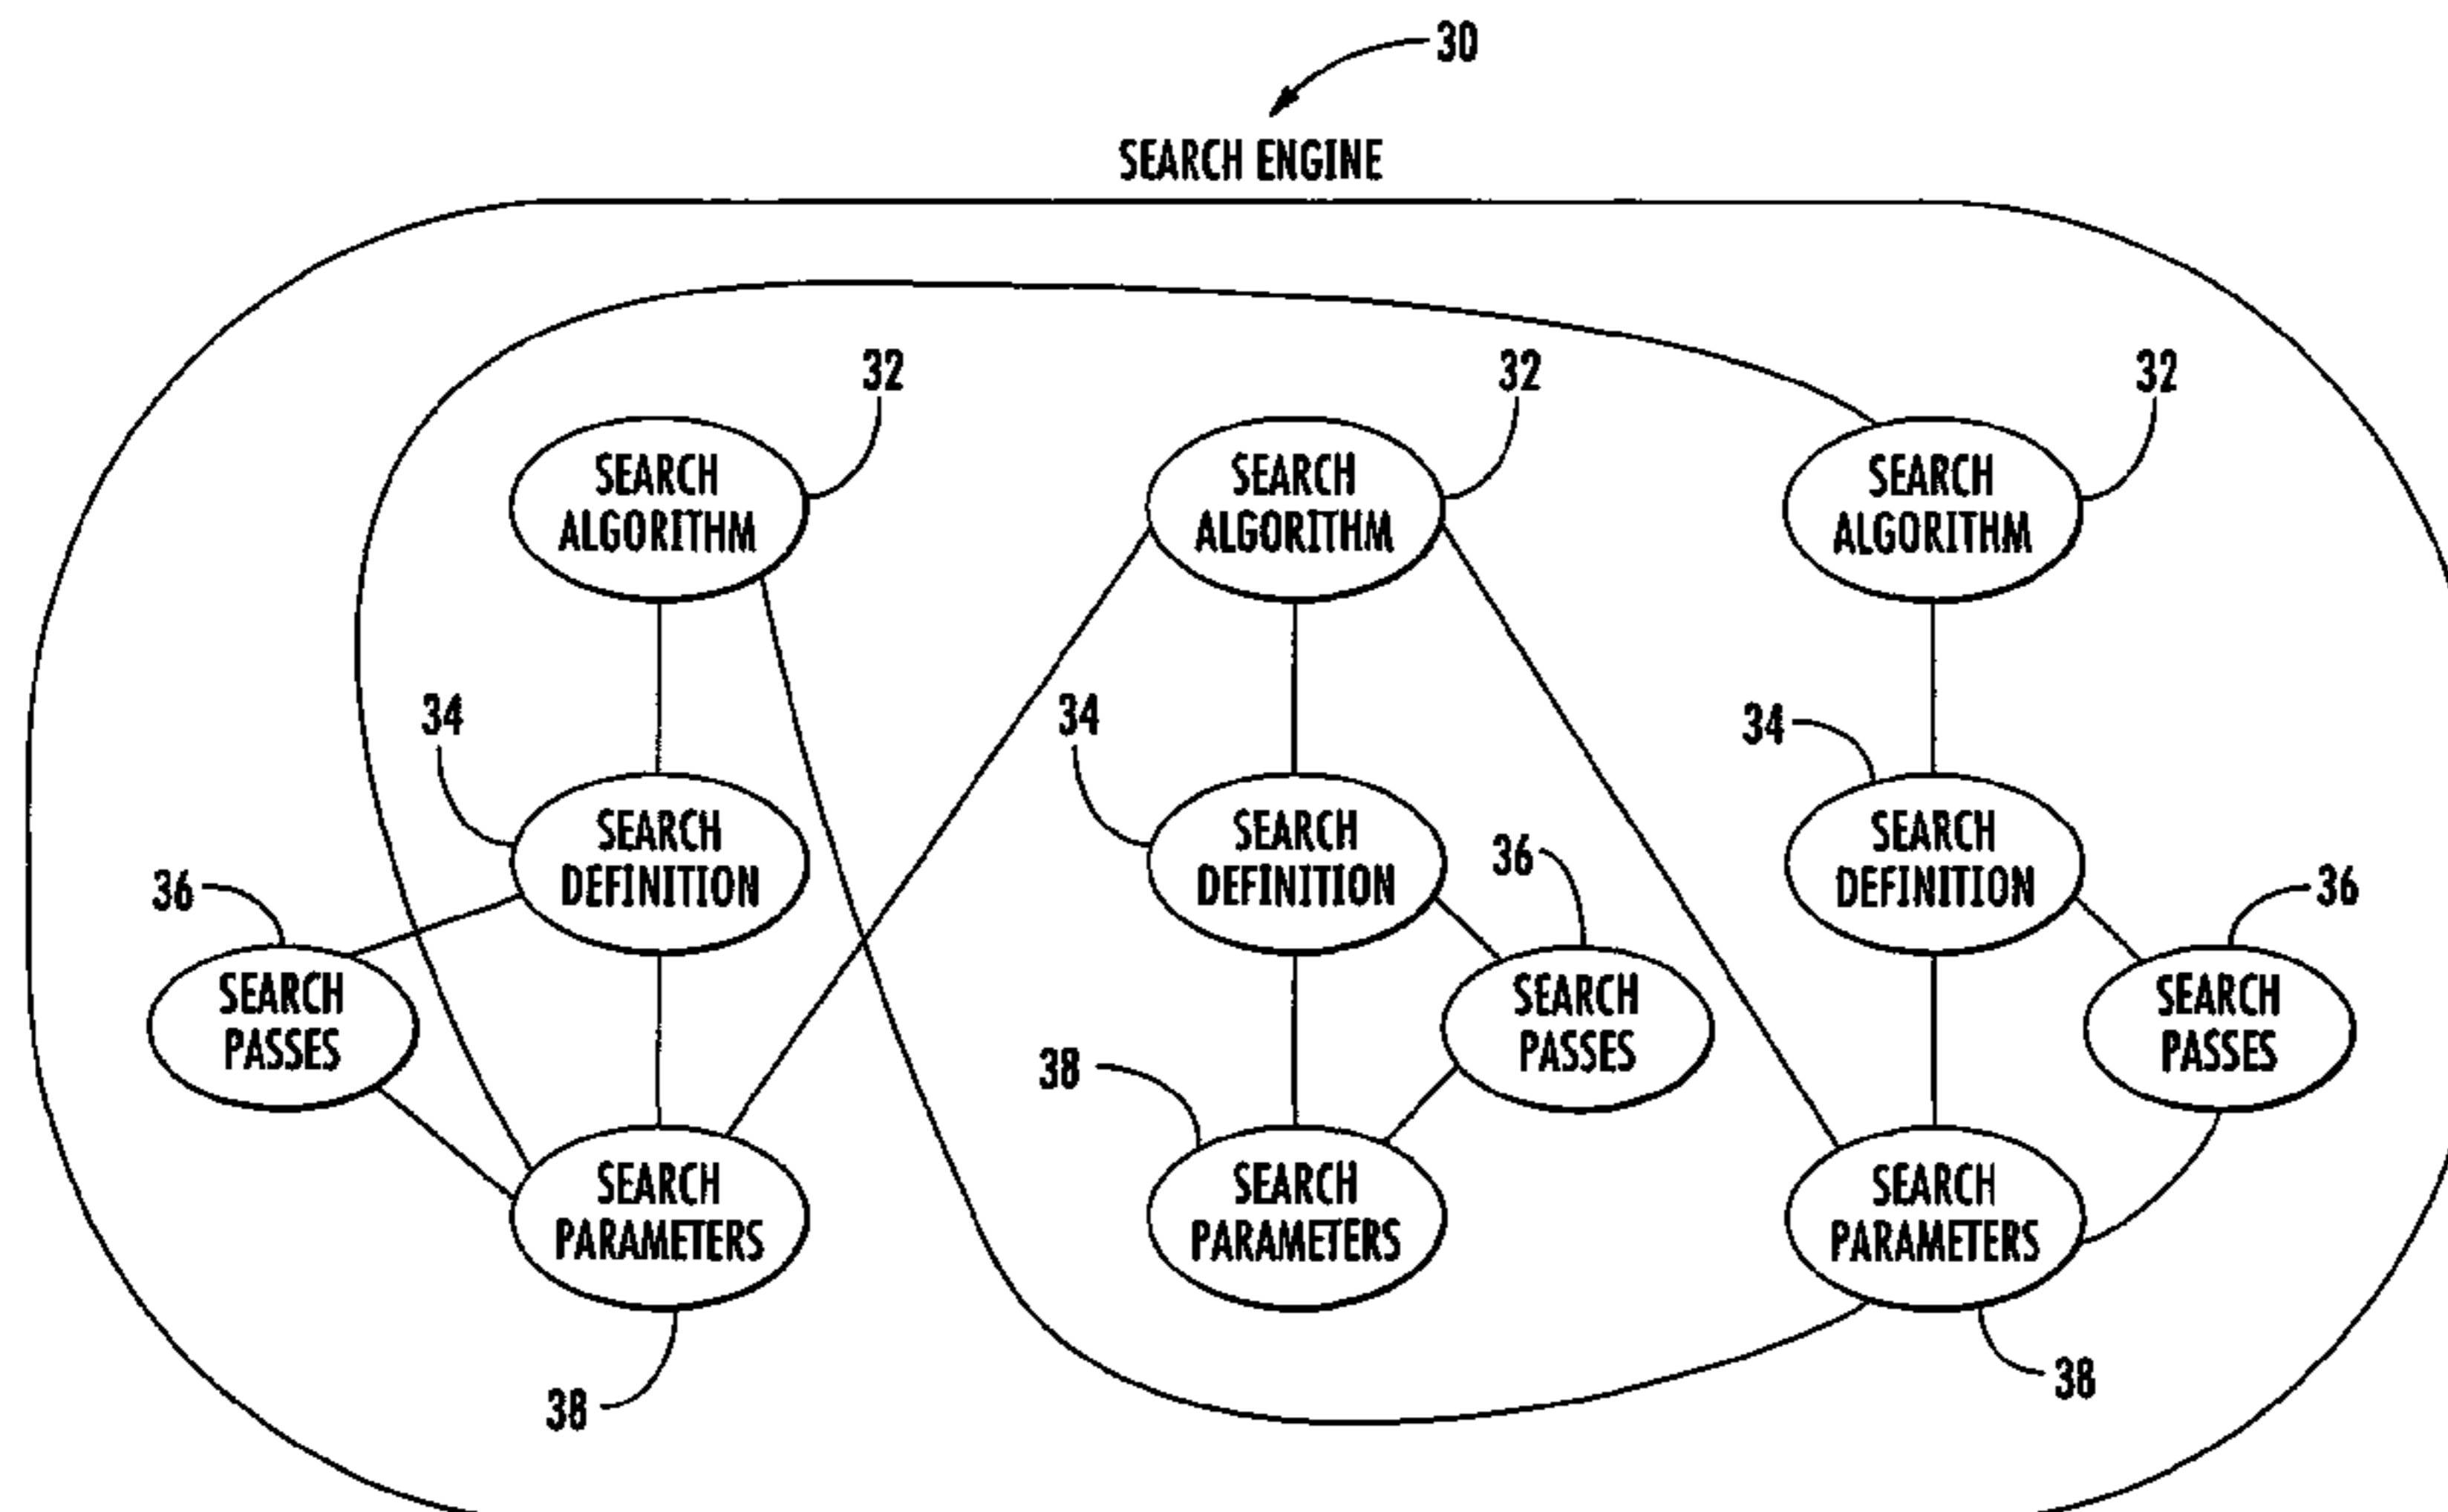 30
SEARCH ENGINE
32
32
32
SEARCH
ALGORITHM
SEARCH
ALGORITHM
SEARCH
ALGORITHM
34
34
34
SEARCH
DEFINITION
SEARCH
DEFINITION
SEARCH
DEFINITION
36
36
36
SEARCH
PASSES
SEARCH
PASSES
SEARCH
PASSES
38
SEARCH
PARAMETERS
SEARCH
PARAMETERS
SEARCH
PARAMETERS
38
38